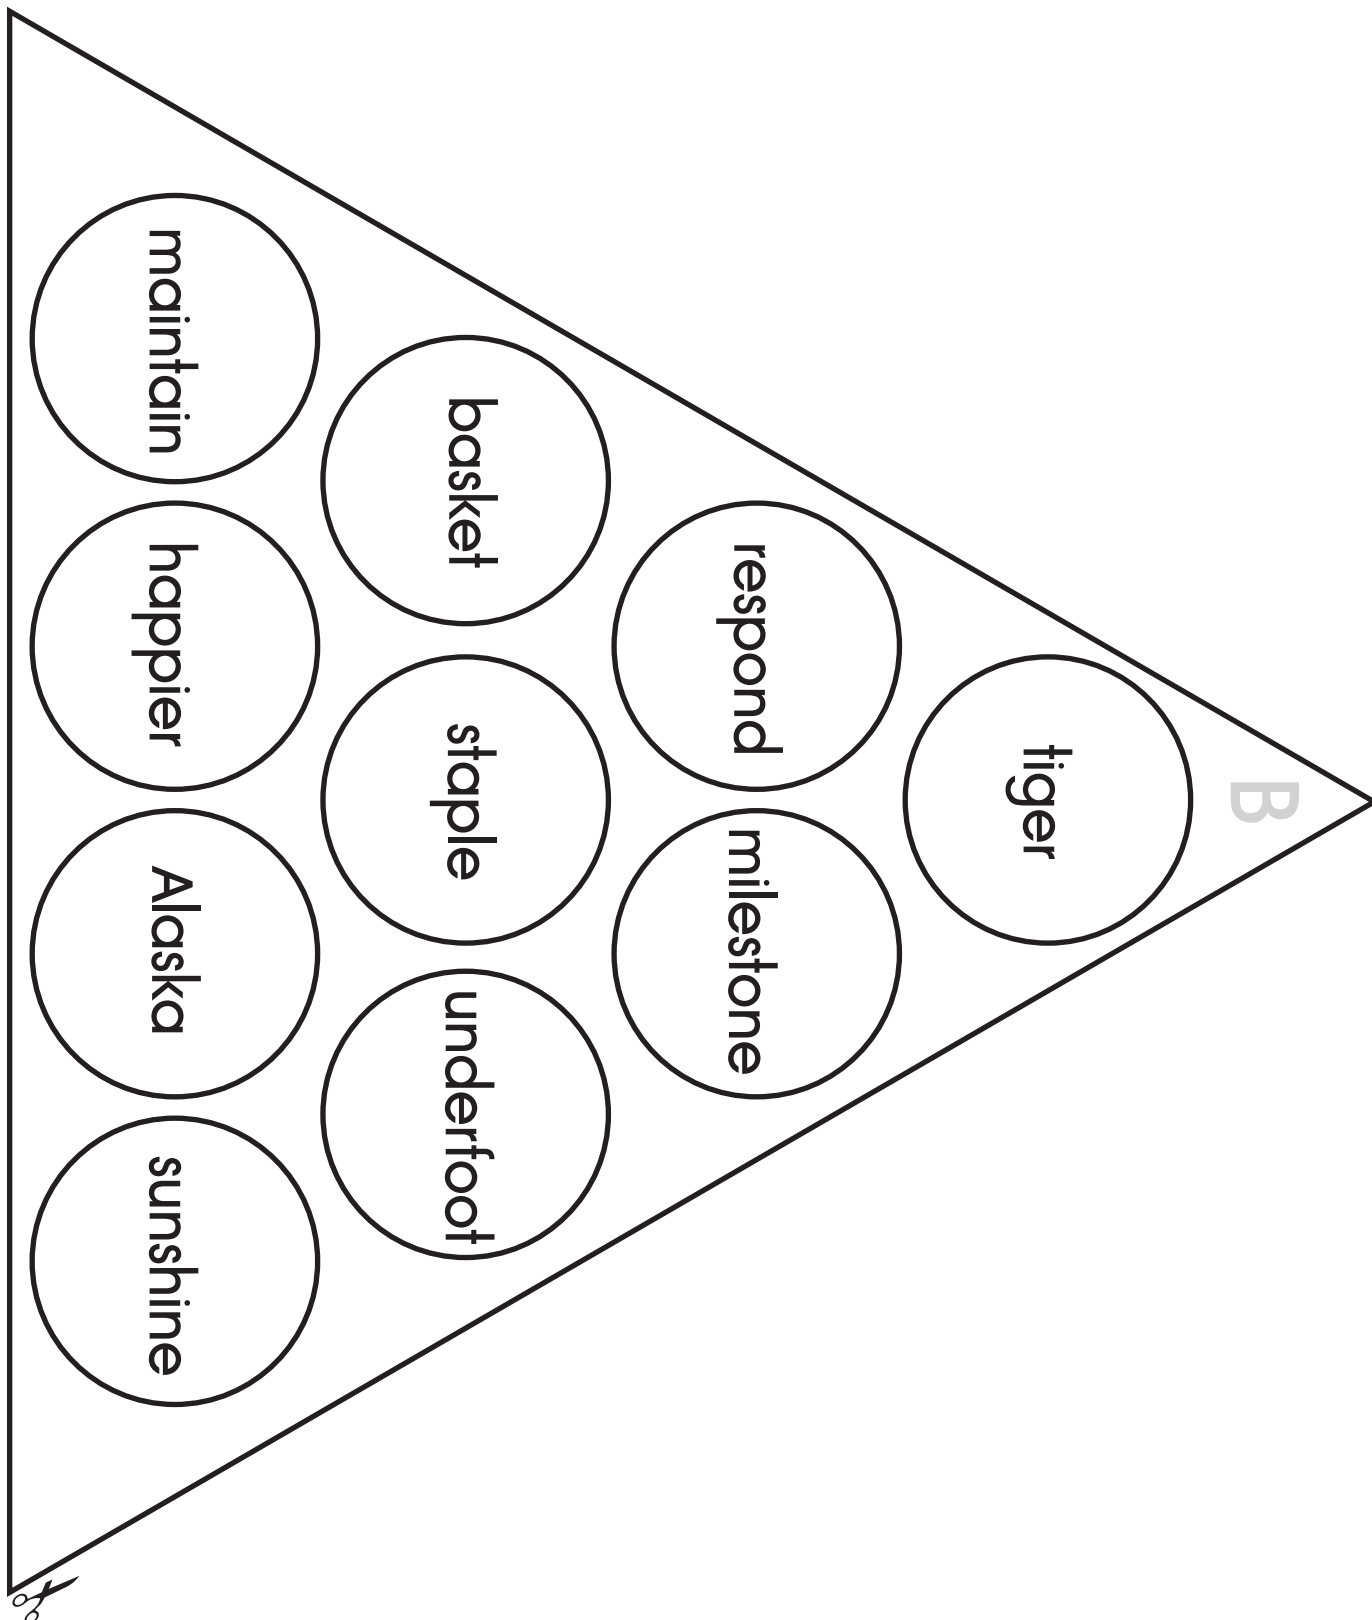 B
tiger
respond
milestone
basket
staple
underfoot
maintain
happier
Alaska
sunshine